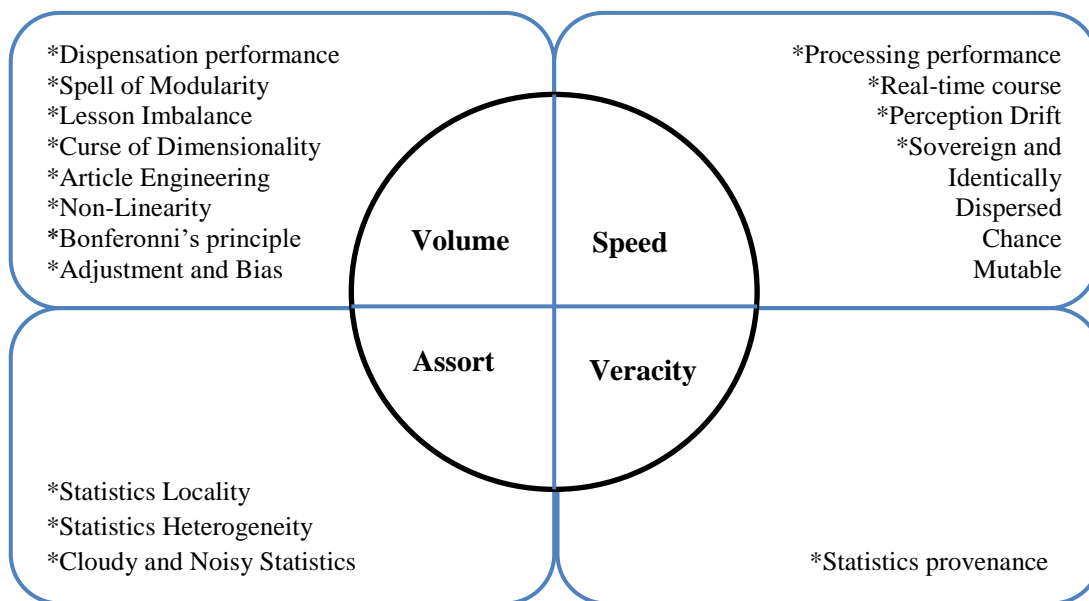 *Dispensation performance
*Spell of Modularity
*Lesson Imbalance
*Curse of Dimensionality
*Article Engineering
*Non-Linearity
*Bonferonni's principle
*Adjustment and Bias
*Processing performance
*Real-time course
*Perception Drift
*Sovereign and
Identically
Dispersed
Chance
Mutable
Volume
Speed
Assort
Veracity
*Statistics Locality
*Statistics Heterogeneity
*Cloudy and Noisy Statistics
*Statistics provenance